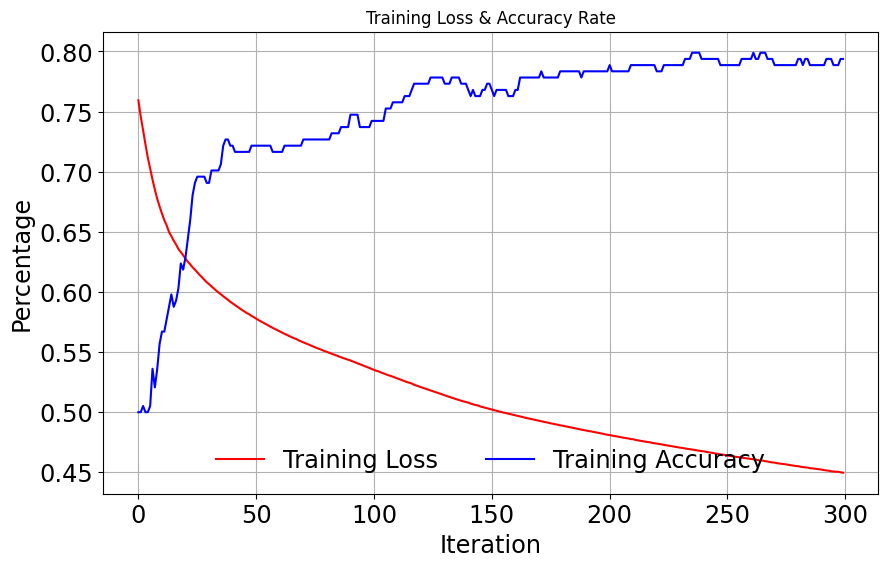 Training Loss & Accuracy Rate
0.80
0.75
0.70
0.65
0.60
0.55
0.50
0.45
Percentage
Training Loss
Training Accuracy
0 50 100 150 200 250 300
Iteration